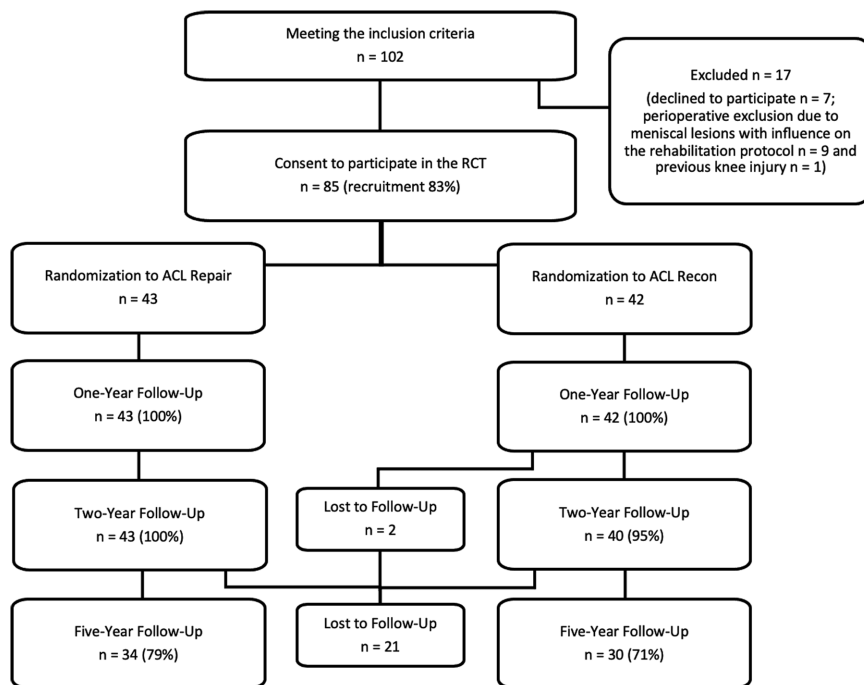 Meeting the inclusion criteria
n = 102
Excluded n = 17
(declined to participate n = 7;
perioperative exclusion due to
meniscal lesions with influence on
the rehabilitation protocol n = 9 and
previous knee injury n = 1)
Consent to participate in the RCT
n = 85 (recruitment 83%)
Randomization to ACL Repair
n = 43
Randomization to ACL Recon
n = 42
One-Year Follow-Up
n = 43 (100%)
One-Year Follow-Up
n = 42 (100%)
Two-Year Follow-Up
n = 43 (100%)
Lost to Follow-Up
n = 2
Two-Year Follow-Up
n = 40 (95%)
Five-Year Follow-Up
n = 34 (79%)
Lost to Follow-Up
n = 21
Five-Year Follow-Up
n = 30 (71%)